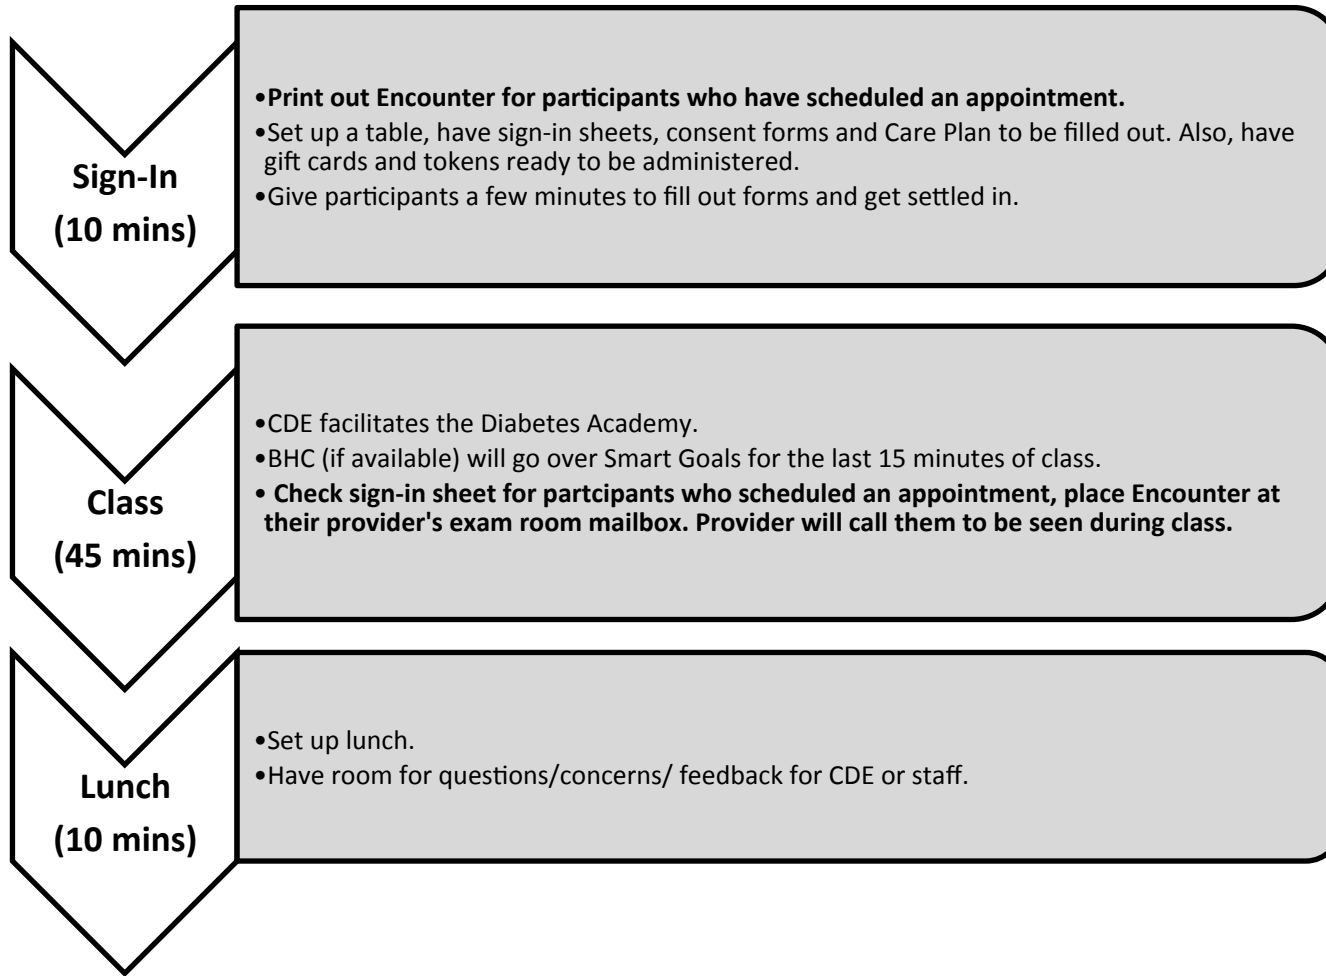 Sign-In
(10 mins)
•Print out Encounter for participants who have scheduled an appointment.
•Set up a table, have sign-in sheets, consent forms and Care Plan to be filled out. Also, have
gift cards and tokens ready to be administered.
•Give participants a few minutes to fill out forms and get settled in.
Class
(45 mins)
•CDE facilitates the Diabetes Academy.
•BHC (if available) will go over Smart Goals for the last 15 minutes of class.
• Check sign-in sheet for partcipants who scheduled an appointment, place Encounter at
their provider's exam room mailbox. Provider will call them to be seen during class.
Lunch
(10 mins)
•Set up lunch.
•Have room for questions/concerns/ feedback for CDE or staff.